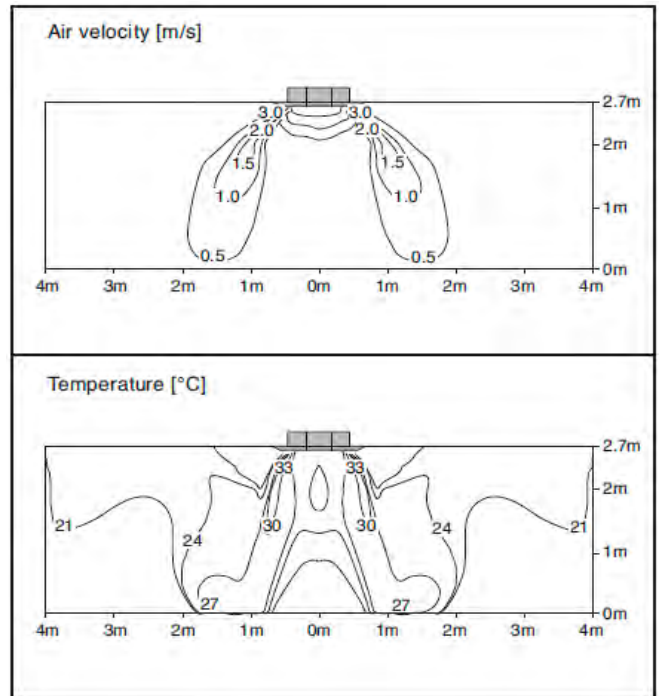 Air velocity [m/s]
3.0 3.0 2.7m
2.0 2.0 2m
1.5 1.5
1.0 1.0 1m
0.5 0.5 0m
4m 3m 2m 1m 0m 1m 2m 3m 4m
Temperature [°C]
2.7m
33 33
2m
21 30 30 21
24 24
1m
27 27 0m
4m 3m 2m 1m 0m 1m 2m 3m 4m